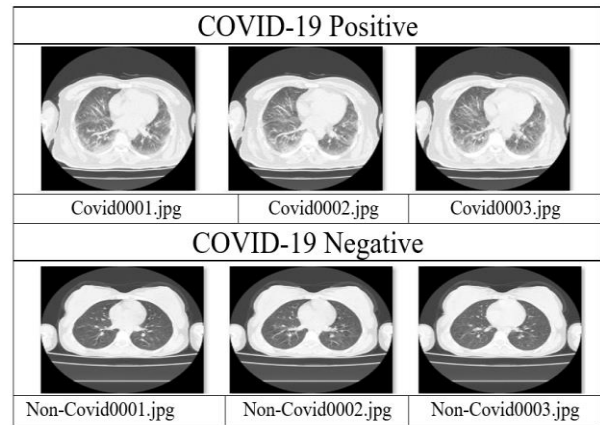 COVID-19 Positive
Covid0001.jpg
Covid0002.jpg
Covid0003.jpg
COVID-19 Negative
Non-Covid0001.jpg
Non-Covid0002.jpg
Non-Covid0003.jpg